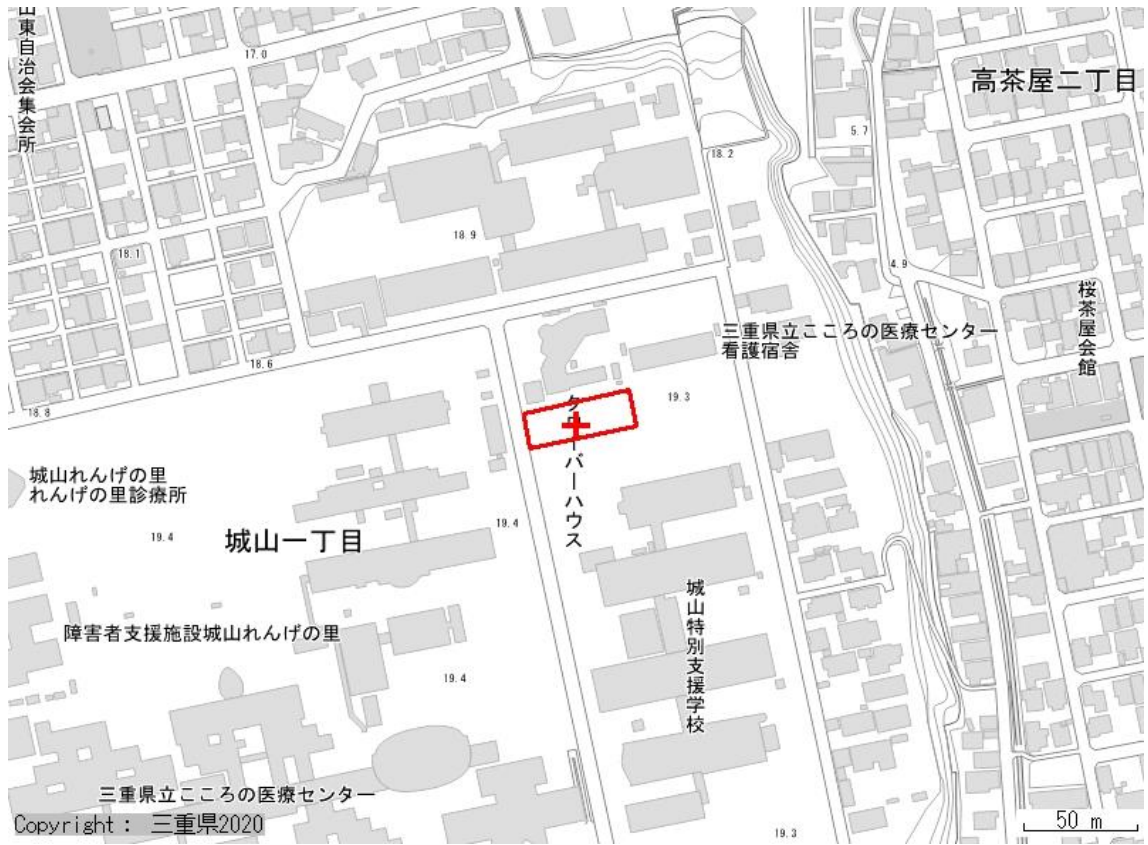 山東自治会集会所
17.0
高茶屋二丁目
5.7
18.2
18.9
18.1
4.9
桜茶屋会館
三重県立こころの医療センター
看護宿舎
18.6
19.3
18.8
クローバーハウス
城山れんげの里
れんげの里診療所
19.4
19.4
城山一丁目
城山特別支援学校
障害者支援施設城山れんげの里
19.4
三重県立こころの医療センター
Copyright : 三重県2020
19.3
50 m